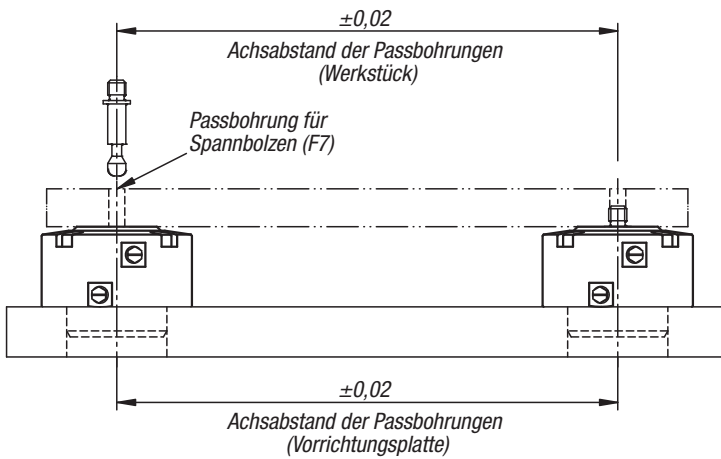 ±0,02
Achsabstand der Passbohrungen
(Werkstück)
Passbohrung für
Spannbolzen (F7)
±0,02
Achsabstand der Passbohrungen
(Vorrichtungsplatte)